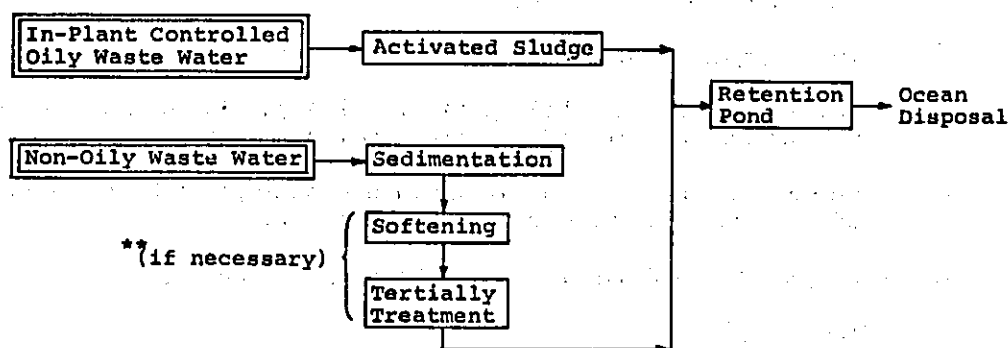 In-Plant Controlled
Oily Waste Water
Activated Sludge
Retention
Pond
Ocean
Disposal
Non-Oily Waste Water
Sedimentation
Softening
**(if necessary)
Tertially
Treatment